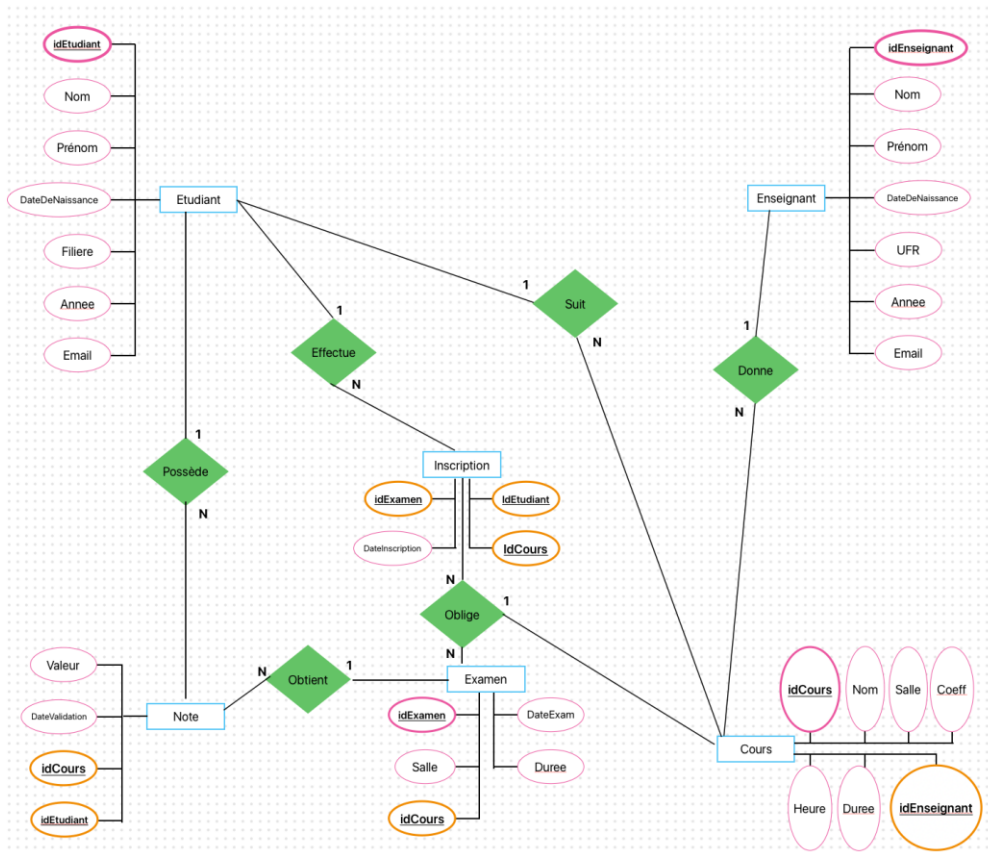 idEtudiant
Nom
Prénom
DateDeNaissance
Filiere
Annee
Email
Etudiant
idEnseignant
Nom
Prénom
DateDeNaissance
UFR
Annee
Email
Enseignant
1
Suit
N
1
Effectue
N
1
Donne
N
1
Possède
N
Inscription
idExamen
IdEtudiant
DateInscription
IdCours
N
Oblige
1
N
Valeur
DateValidation
idCours
idEtudiant
Note
N
Obtient
1
Examen
idExamen
DateExam
Salle
Duree
idCours
Cours
idCours
Nom
Salle
Coeff
Heure
Duree
idEnseignant